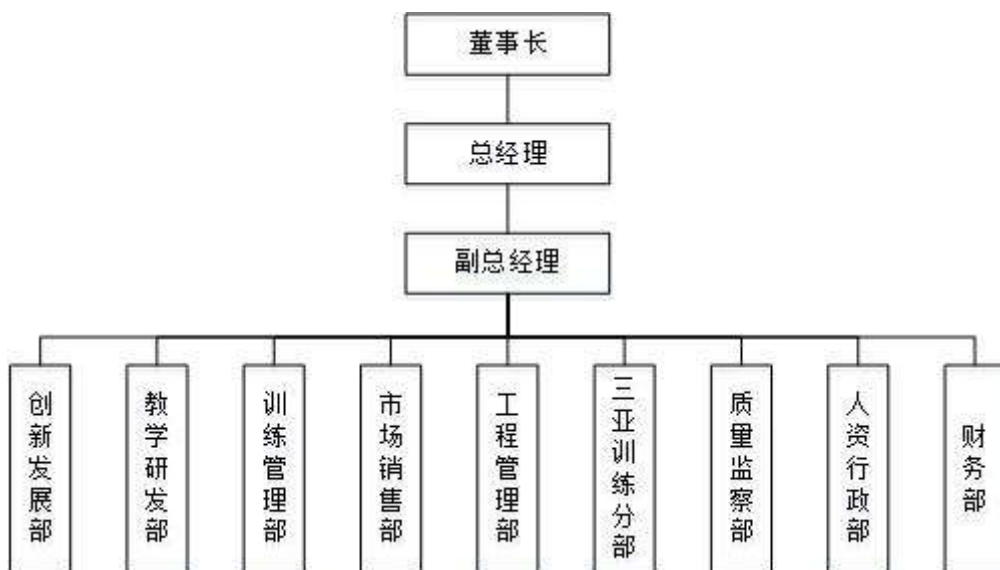 董事长
总经理
副总经理
创新发展部
教学研发部
训练管理部
市场销售部
工程管理部
三亚训练分部
质量监察部
人资行政部
财务部